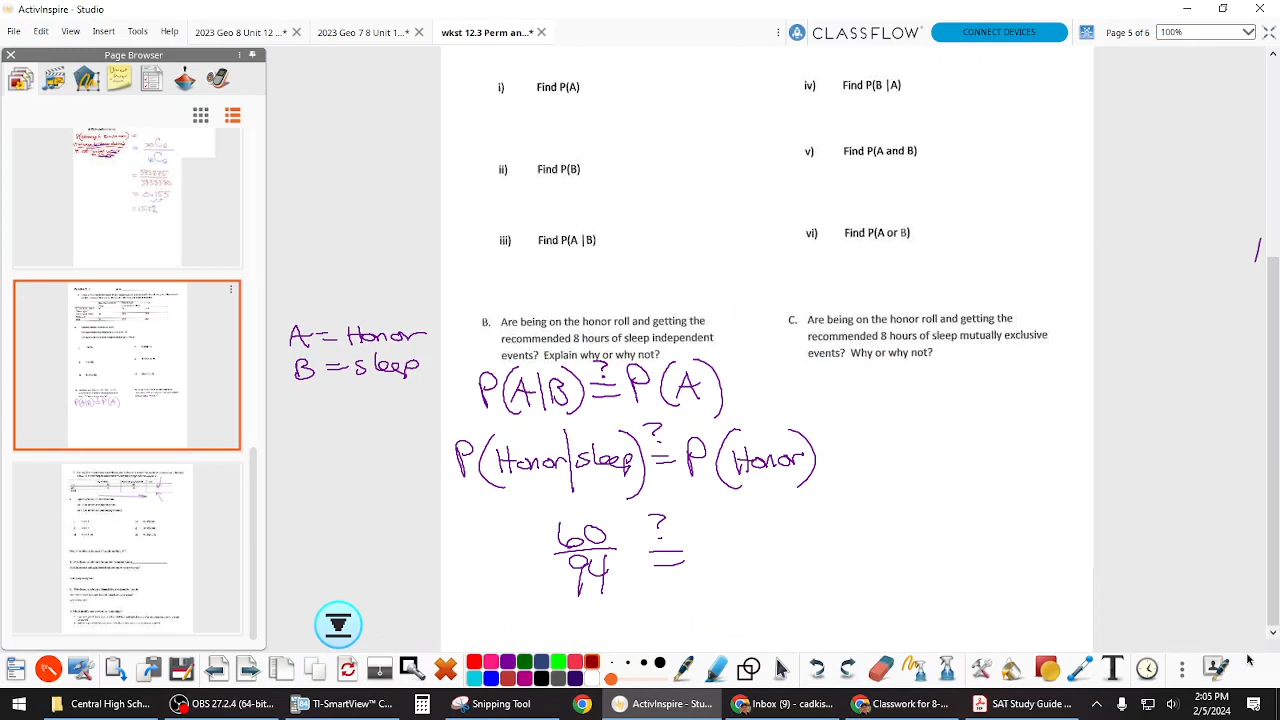 ActivInspire - Studio
File Edit View Insert Tools Help
2023 Geo 8 Unit 12 ...*
2023 Geo 7 8 U1...*
wkst 12.3 Perm an...*
CLASSFLOW
CONNECT DEVICES
Page 5 of 6
100%
Page Browser
i) Find P(A)
iv) Find P(B |A)
v) Find P(A and B)
ii) Find P(B)
iii) Find P(A |B)
vi) Find P(A or B)
A = Honor
B = sleep
B. Are being on the honor roll and getting the
recommended 8 hours of sleep independent
events? Explain why or why not?
C. Are being on the honor roll and getting the
recommended 8 hours of sleep mutually exclusive
events? Why or why not?
P(A|B) ?= P(A)
P(Honor|sleep) ?= P(Honor)
60/94 ?=
Central High School...
OBS 27.2.4 (64-bit...
TI-SmartView™ C...
Snipping Tool
ActivInspire - Stu...
Inbox (9) - cadkis...
Classwork for 8-...
SAT Study Guide ...
2:05 PM
2/5/2024